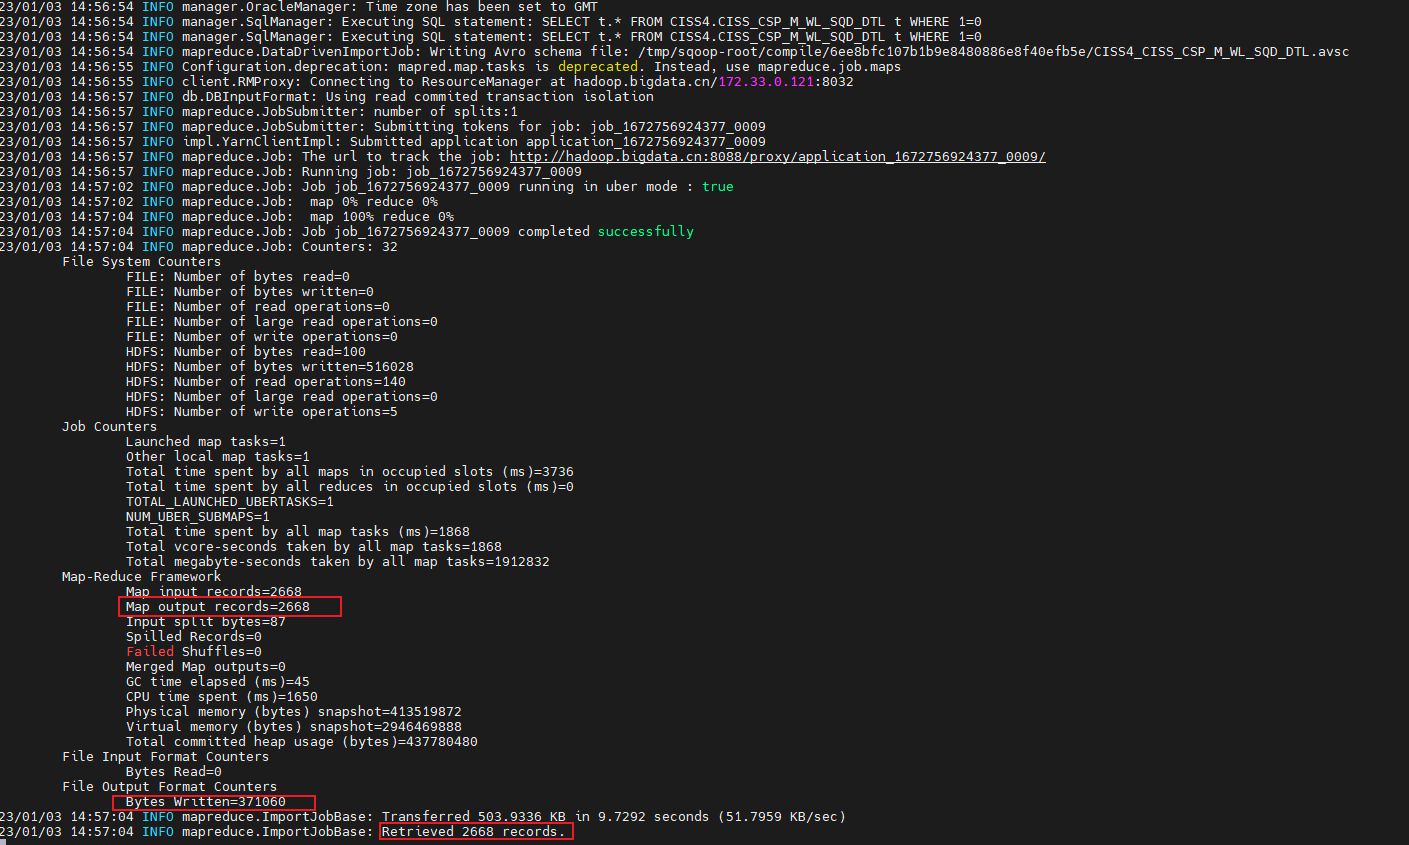 23/01/03 14:56:54 INFO manager.OracleManager: Time zone has been set to GMT
23/01/03 14:56:54 INFO manager.SqlManager: Executing SQL statement: SELECT t.* FROM CISS4.CISS_CSP_M_WL_SQD_DTL t WHERE 1=0
23/01/03 14:56:54 INFO manager.SqlManager: Executing SQL statement: SELECT t.* FROM CISS4.CISS_CSP_M_WL_SQD_DTL t WHERE 1=0
23/01/03 14:56:54 INFO mapreduce.DataDrivenImportJob: Writing Avro schema file: /tmp/sqoop-root/compile/6ee8bfc107b1b9e8480886e8f40efb5e/CISS4_CISS_CSP_M_WL_SQD_DTL.avsc
23/01/03 14:56:55 INFO Configuration.deprecation: mapred.map.tasks is deprecated. Instead, use mapreduce.job.maps
23/01/03 14:56:55 INFO client.RMProxy: Connecting to ResourceManager at hadoop.bigdata.cn/172.33.0.121:8032
23/01/03 14:56:57 INFO db.DBInputFormat: Using read commited transaction isolation
23/01/03 14:56:57 INFO mapreduce.JobSubmitter: number of splits:1
23/01/03 14:56:57 INFO mapreduce.JobSubmitter: Submitting tokens for job: job_1672756924377_0009
23/01/03 14:56:57 INFO impl.YarnClientImpl: Submitted application application_1672756924377_0009
23/01/03 14:56:57 INFO mapreduce.Job: The url to track the job: http://hadoop.bigdata.cn:8088/proxy/application_1672756924377_0009/
23/01/03 14:56:57 INFO mapreduce.Job: Running job: job_1672756924377_0009
23/01/03 14:57:02 INFO mapreduce.Job: Job job_1672756924377_0009 running in uber mode : true
23/01/03 14:57:02 INFO mapreduce.Job:  map 0% reduce 0%
23/01/03 14:57:04 INFO mapreduce.Job:  map 100% reduce 0%
23/01/03 14:57:04 INFO mapreduce.Job: Job job_1672756924377_0009 completed successfully
23/01/03 14:57:04 INFO mapreduce.Job: Counters: 32
File System Counters
FILE: Number of bytes read=0
FILE: Number of bytes written=0
FILE: Number of read operations=0
FILE: Number of large read operations=0
FILE: Number of write operations=0
HDFS: Number of bytes read=100
HDFS: Number of bytes written=516028
HDFS: Number of read operations=140
HDFS: Number of large read operations=0
HDFS: Number of write operations=5
Job Counters
Launched map tasks=1
Other local map tasks=1
Total time spent by all maps in occupied slots (ms)=3736
Total time spent by all reduces in occupied slots (ms)=0
TOTAL_LAUNCHED_UBERTASKS=1
NUM_UBER_SUBMAPS=1
Total time spent by all map tasks (ms)=1868
Total vcore-seconds taken by all map tasks=1868
Total megabyte-seconds taken by all map tasks=1912832
Map-Reduce Framework
Map input records=2668
Map output records=2668
Input split bytes=87
Spilled Records=0
Failed Shuffles=0
Merged Map outputs=0
GC time elapsed (ms)=45
CPU time spent (ms)=1650
Physical memory (bytes) snapshot=413519872
Virtual memory (bytes) snapshot=2946469888
Total committed heap usage (bytes)=437780480
File Input Format Counters
Bytes Read=0
File Output Format Counters
Bytes Written=371060
23/01/03 14:57:04 INFO mapreduce.ImportJobBase: Transferred 503.9336 KB in 9.7292 seconds (51.7959 KB/sec)
23/01/03 14:57:04 INFO mapreduce.ImportJobBase: Retrieved 2668 records.